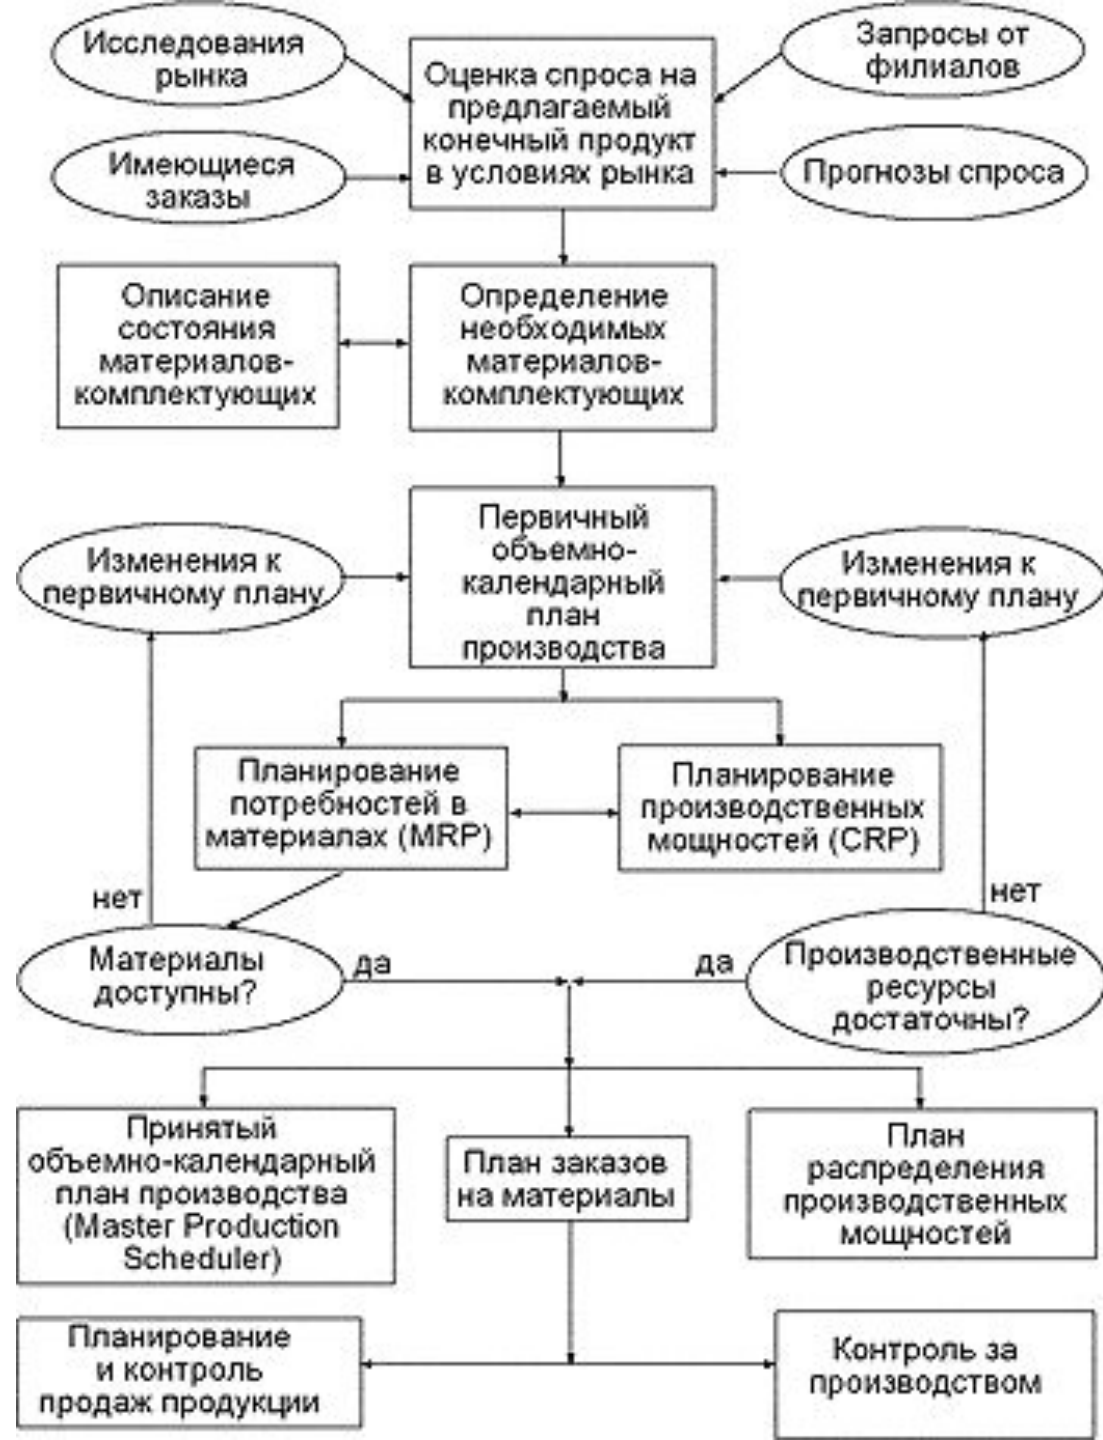 Исследования
рынка
Запросы от
филиалов
Оценка спроса на
предлагаемый
конечный продукт
в условиях рынка
Имеющиеся
заказы
Прогнозы спроса
Описание
состояния
материалов-
комплектующих
Определение
необходимых
материалов-
комплектующих
Первичный
объемно-
календарный
план
производства
Изменения к
первичному плану
Изменения к
первичному плану
Планирование
потребностей в
материалах (MRP)
Планирование
производственных
мощностей (CRP)
нет
нет
Материалы
доступны?
да
да
Производственные
ресурсы
достаточны?
Принятый
объемно-календарный
план производства
(Master Production
Scheduler)
План заказов
на материалы
План
распределения
производственных
мощностей
Планирование
и контроль
продаж продукции
Контроль за
производством